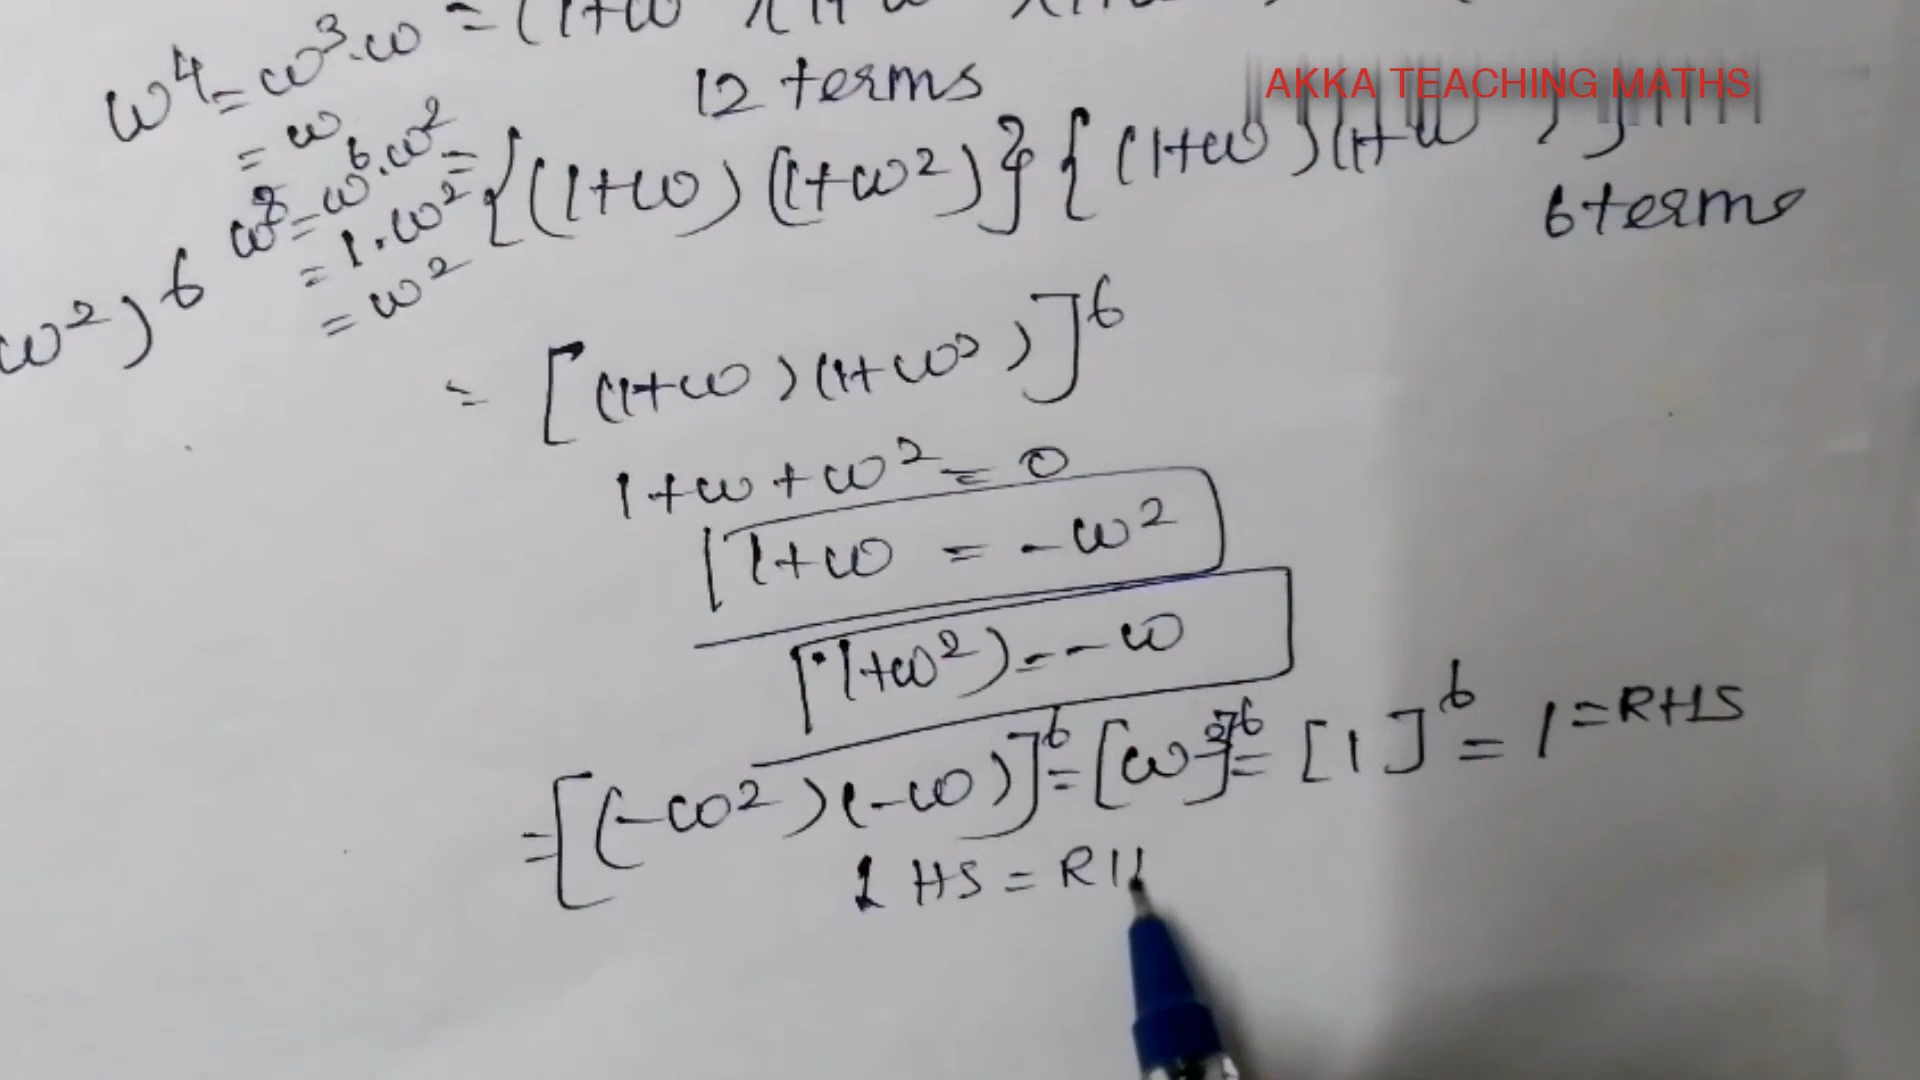 ω⁴ = ω³.ω = (1+ω
= ω
12 terms
AKKA TEACHING MATHS
ω⁸ = ω⁶.ω² = {(1+ω)(1+ω²)}{(1+ω)(1+ω
= 1.ω²
6 terms
= ω²
ω²)6
= [(1+ω)(1+ω²)]⁶
1+ω+ω² = 0
1+ω = -ω²
(1+ω²) = -ω
= [(-ω²)(-ω)]⁶ = [ω³]⁶ = [1]⁶ = 1 = RHS
LHS = RH